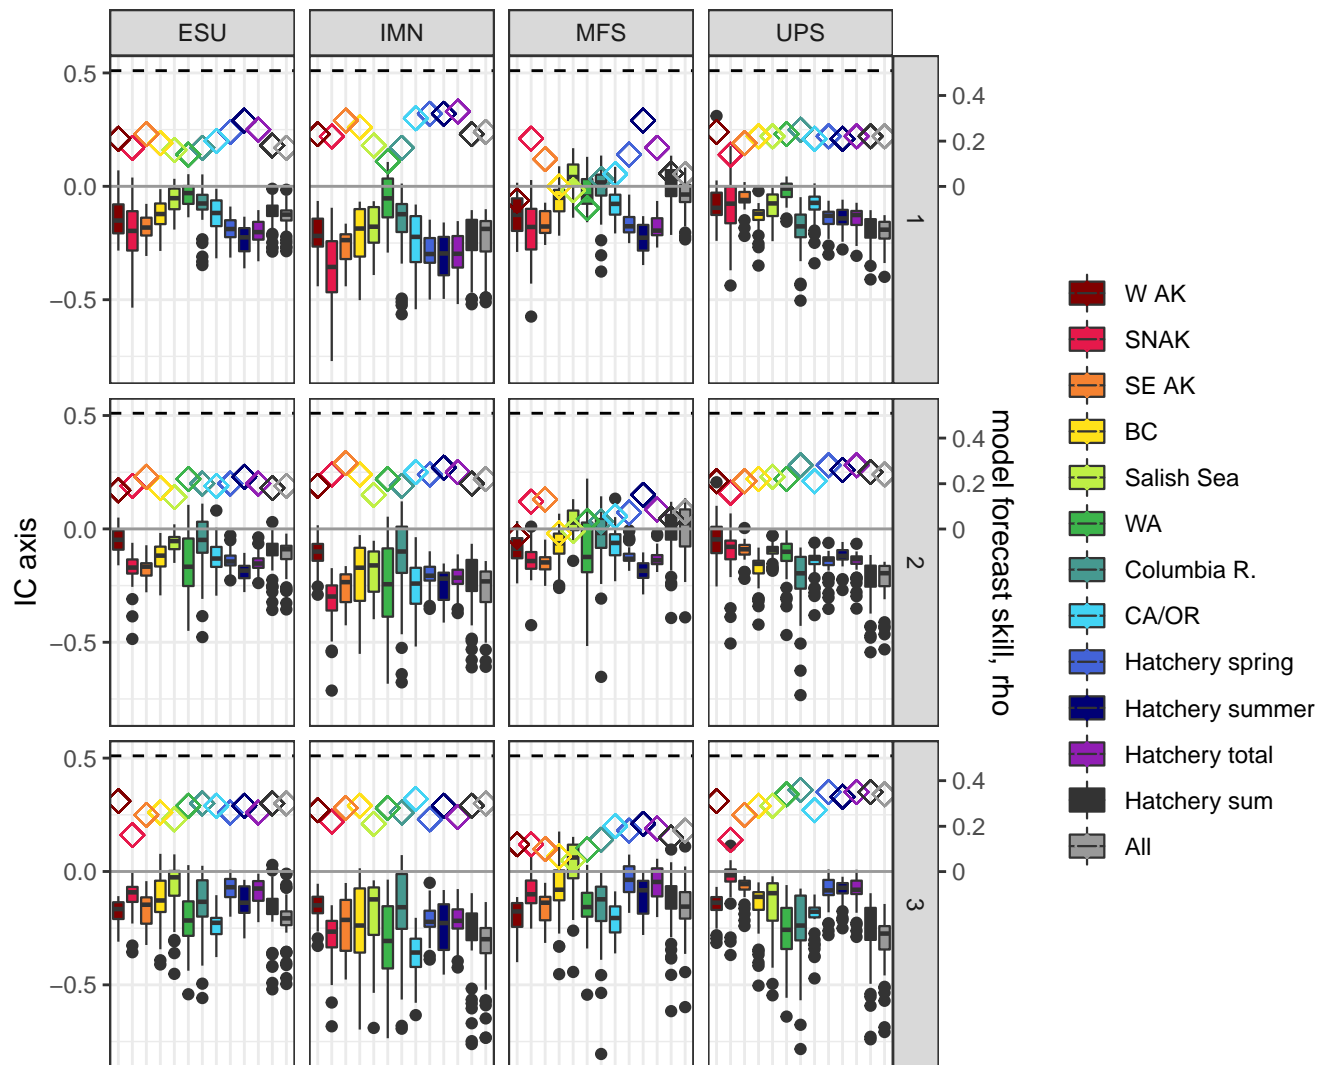 ESU IMN MFS UPS
0.5
0.0
−0.5
0.4
0.2
0
1
0.5
0.0
−0.5
0.4
0.2
0
2
0.5
0.0
−0.5
0.4
0.2
0
3
IC axis
model forecast skill, rho
W AK
SNAK
SE AK
BC
Salish Sea
WA
Columbia R.
CA/OR
Hatchery spring
Hatchery summer
Hatchery total
Hatchery sum
All